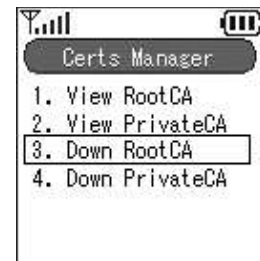 Certs Manager
1. View RootCA
2. View PrivateCA
3. Down RootCA
4. Down PrivateCA